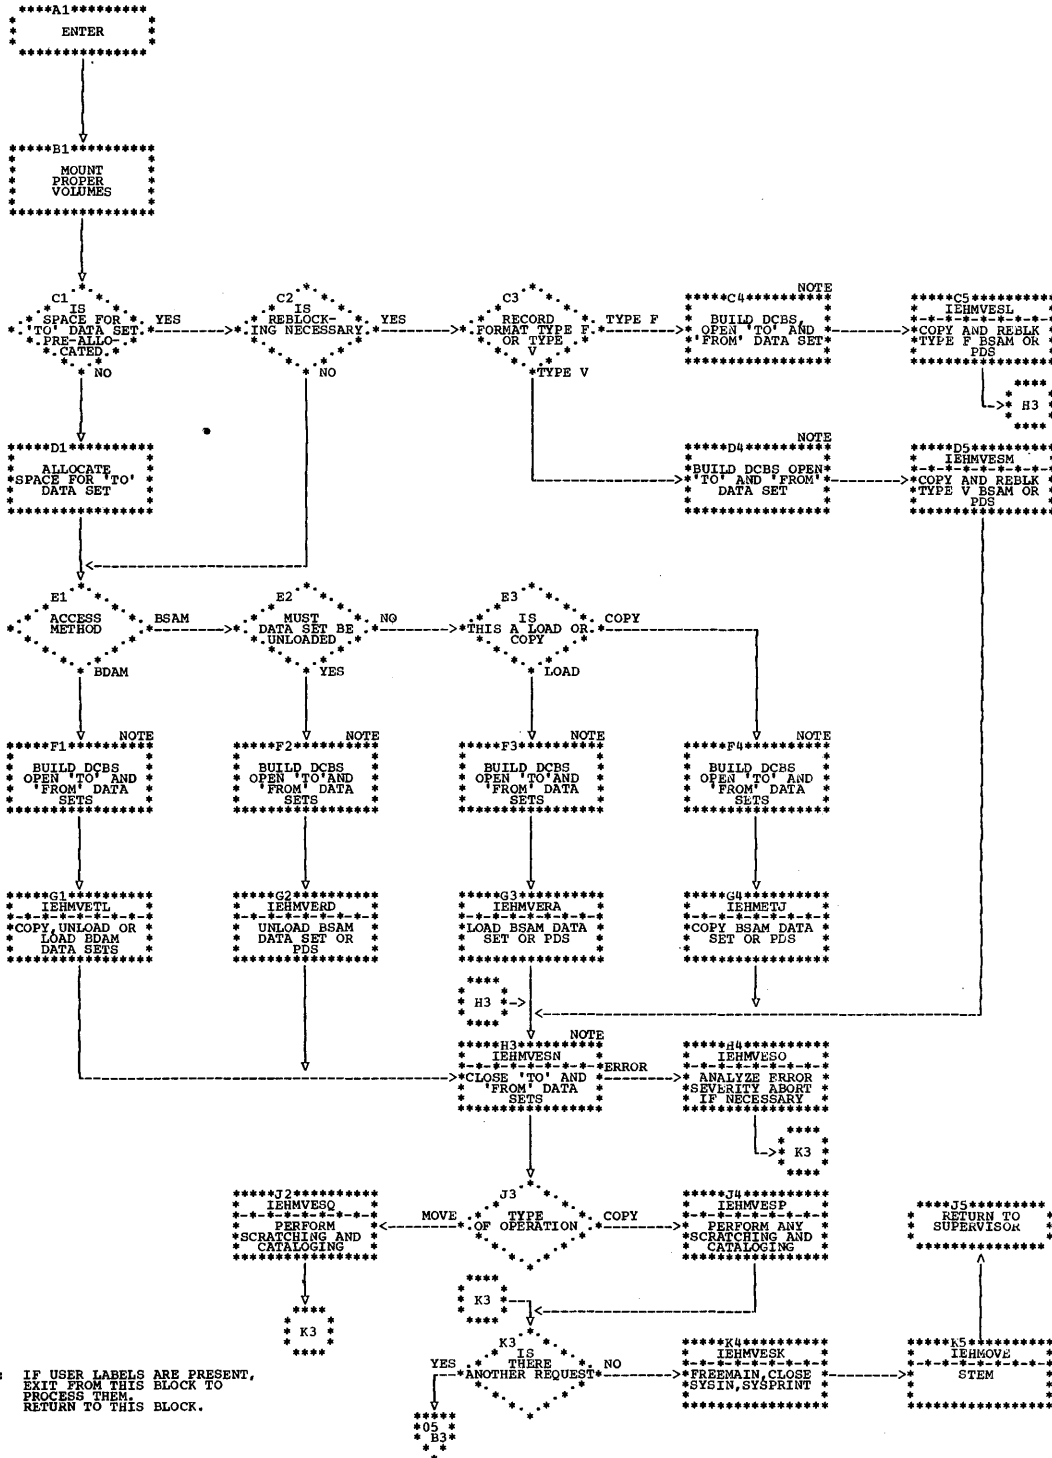 A1
ENTER
B1
MOUNT
PROPER
VOLUMES
C1
IS
SPACE FOR
'TO' DATA SET
PRE-ALLO-
CATED
YES
NO
C2
IS
REBLOCK-
ING NECESSARY
YES
NO
C3
RECORD
FORMAT TYPE F
OR TYPE
V
TYPE F
TYPE V
NOTE
C4
BUILD DCBS,
OPEN 'TO' AND
'FROM' DATA SET
C5
IEHMVESL
COPY AND REBLK
TYPE F BSAM OR
PDS
H3
D1
ALLOCATE
SPACE FOR 'TO'
DATA SET
NOTE
D4
BUILD DCBS OPEN
'TO' AND 'FROM'
DATA SET
D5
IEHMVESM
COPY AND REBLK
TYPE V BSAM OR
PDS
E1
ACCESS
METHOD
BSAM
BDAM
E2
MUST
DATA SET BE
UNLOADED
NO
YES
E3
IS
THIS A LOAD OR
COPY
COPY
LOAD
NOTE
F1
BUILD DCBS
OPEN 'TO' AND
'FROM' DATA
SETS
NOTE
F2
BUILD DCBS
OPEN 'TO'AND
'FROM' DATA
SETS
NOTE
F3
BUILD DCBS
OPEN 'TO'AND
'FROM' DATA
SETS
NOTE
F4
BUILD DCBS
OPEN 'TO' AND
'FROM' DATA
SETS
G1
IEHMVETL
COPY,UNLOAD OR
LOAD BDAM
DATA SETS
G2
IEHMVERD
UNLOAD BSAM
DATA SET OR
PDS
G3
IEHMVERA
LOAD BSAM DATA
SET OR PDS
G4
IEHMETJ
COPY BSAM DATA
SET OR PDS
H3
NOTE
H3
IEHMVESN
CLOSE 'TO' AND
'FROM' DATA
SETS
ERROR
H4
IEHMVESO
ANALYZE ERROR
SEVERITY ABORT
IF NECESSARY
K3
J2
IEHMVESQ
PERFORM
SCRATCHING AND
CATALOGING
K3
J3
TYPE
OF OPERATION
MOVE
COPY
J4
IEHMVESP
PERFORM ANY
SCRATCHING AND
CATALOGING
J5
RETURN TO
SUPERVISOR
K3
K3
IS
THERE
ANOTHER REQUEST
YES
NO
05
B3
K4
IEHMVESK
FREEMAIN,CLOSE
SYSIN,SYSPRINT
K5
IEHMOVE
STEM
: IF USER LABELS ARE PRESENT,
EXIT FROM THIS BLOCK TO
PROCESS THEM.
RETURN TO THIS BLOCK.